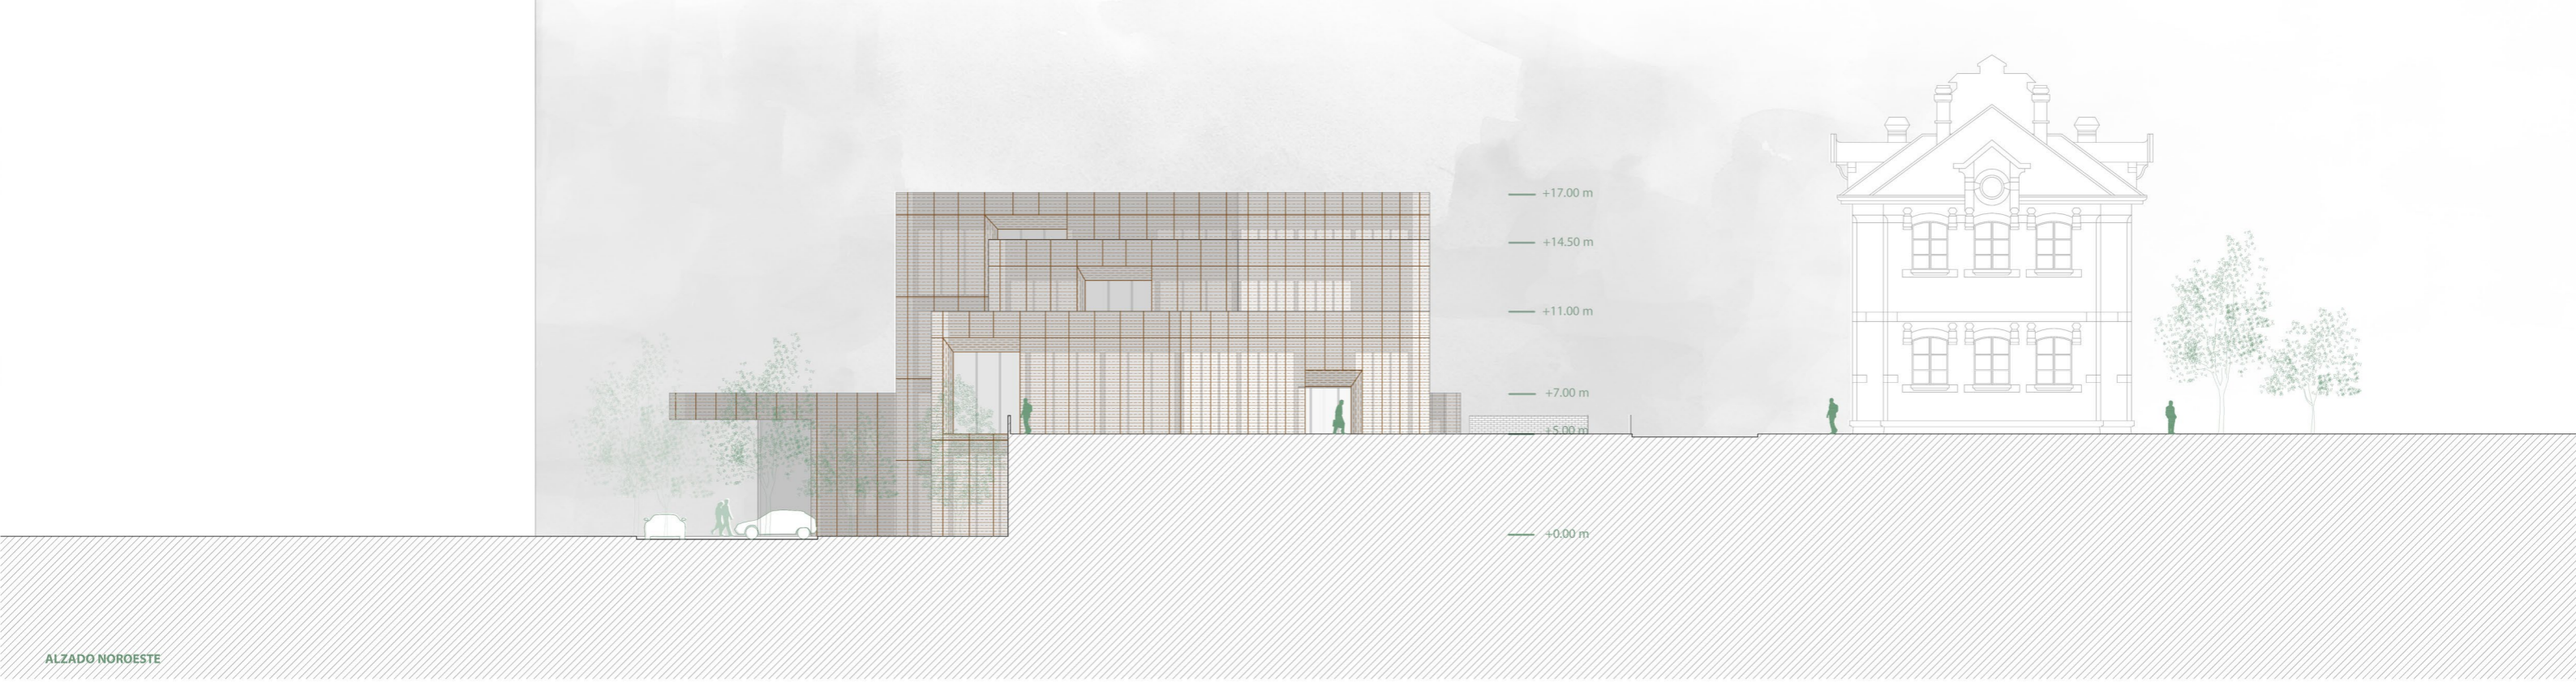 +17.00 m
+14.50 m
+11.00 m
+7.00 m
+5.00 m
+0.00 m
ALZADO NOROESTE